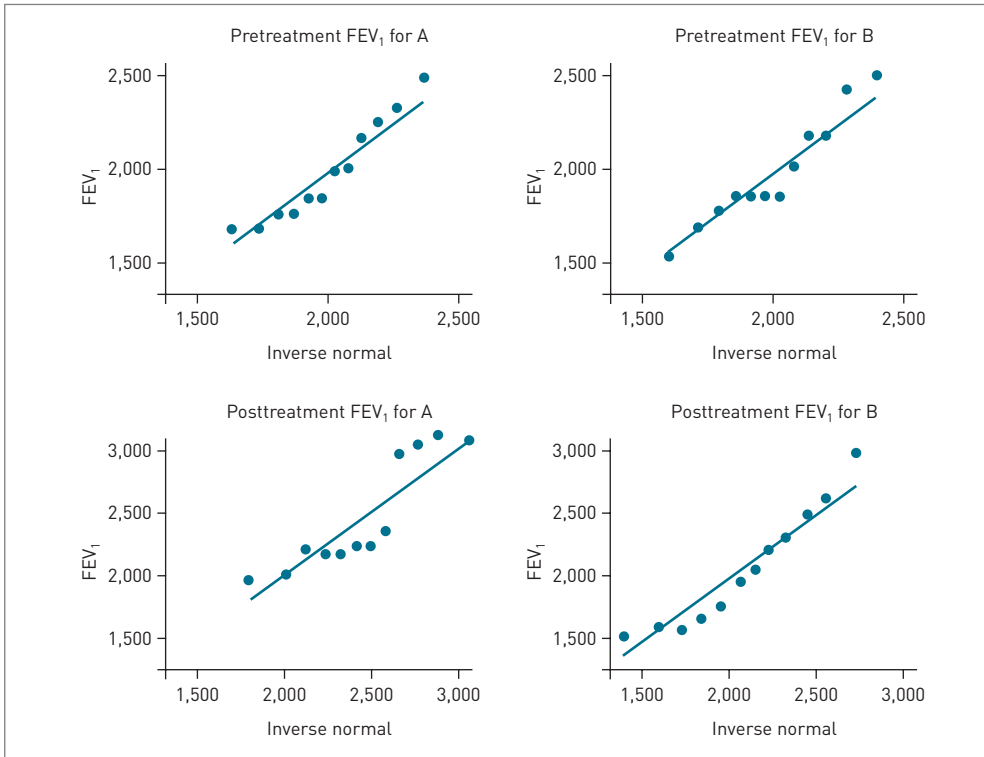 Pretreatment FEV₁ for A
2,500
2,000
1,500
FEV₁
1,500 2,000 2,500
Inverse normal
Pretreatment FEV₁ for B
2,500
2,000
1,500
FEV₁
1,500 2,000 2,500
Inverse normal
Posttreatment FEV₁ for A
3,000
2,500
2,000
1,500
FEV₁
1,500 2,000 2,500 3,000
Inverse normal
Posttreatment FEV₁ for B
3,000
2,500
2,000
1,500
FEV₁
1,500 2,000 2,500 3,000
Inverse normal